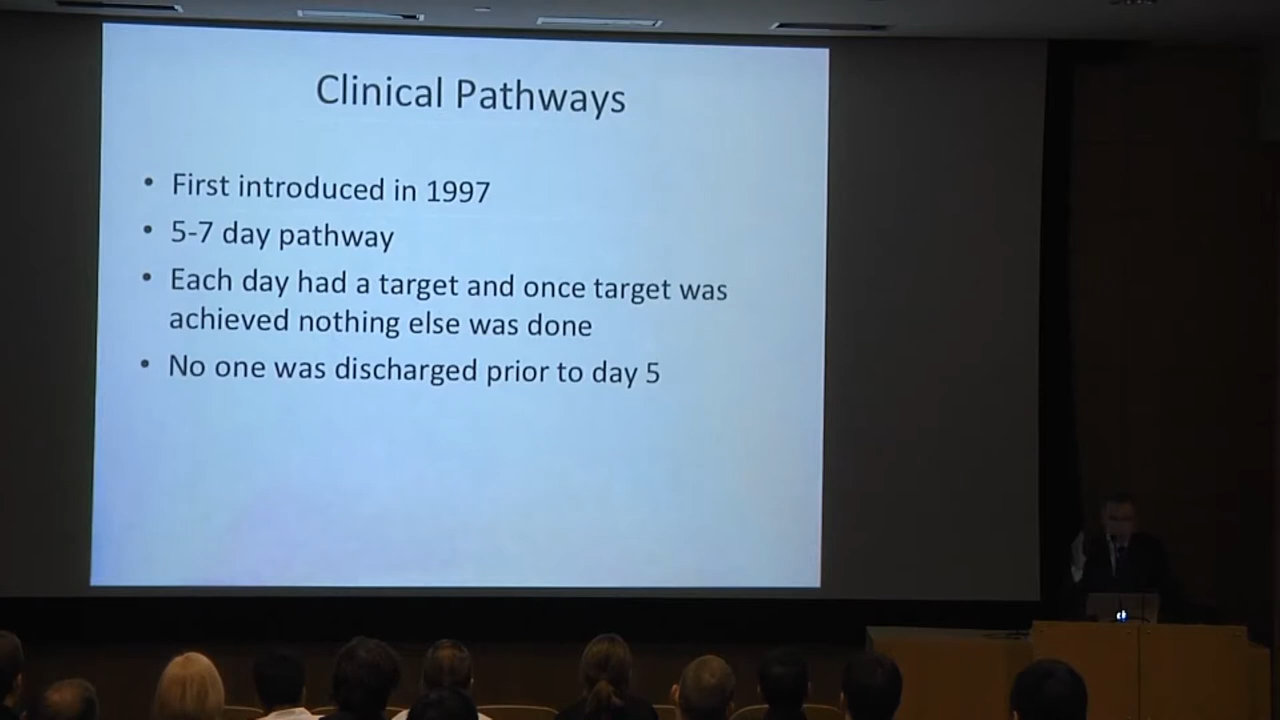 Clinical Pathways
• First introduced in 1997
• 5-7 day pathway
• Each day had a target and once target was
achieved nothing else was done
• No one was discharged prior to day 5